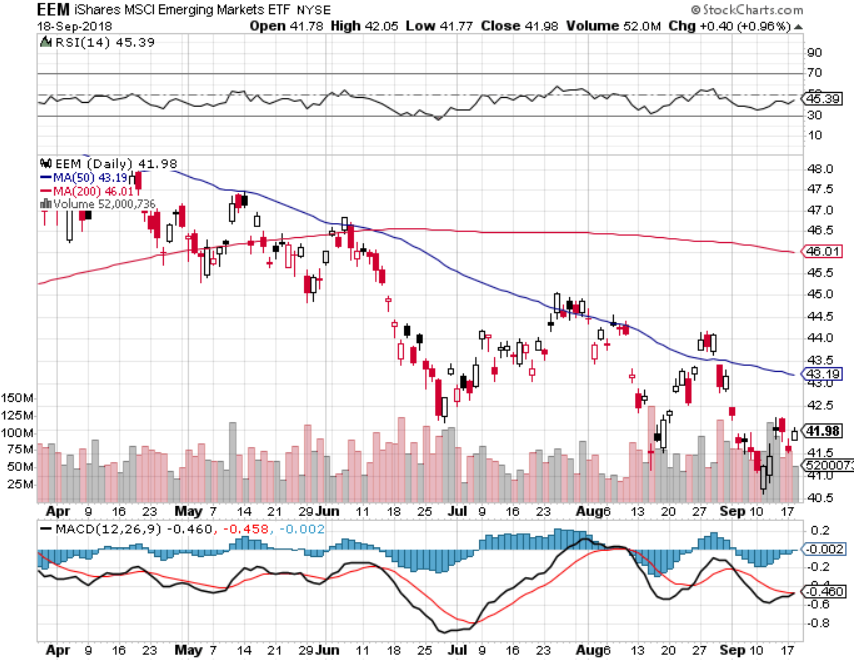 EEM iShares MSCI Emerging Markets ETF NYSE
© StockCharts.com
18-Sep-2018
Open 41.78 High 42.05 Low 41.77 Close 41.98 Volume 52.0M Chg +0.40 (+0.96%)
RSI(14) 45.39
90
70
50
45.39
30
10
EEM (Daily) 41.98
MA(50) 43.19
MA(200) 46.01
Volume 52,000,736
48.0
47.5
47.0
46.5
46.01
45.5
45.0
44.5
44.0
43.5
43.19
43.0
42.5
41.98
41.5
5200073
41.0
40.5
150M
125M
100M
75M
50M
25M
Apr 9 16 23 May 7 14 21 29 Jun 11 18 25 Jul 9 16 23 Aug 6 13 20 27 Sep 10 17
MACD(12,26,9) -0.460, -0.458, -0.002
0.2
-0.002
-0.2
-0.4
-0.460
-0.6
-0.8
Apr 9 16 23 May 7 14 21 29 Jun 11 18 25 Jul 9 16 23 Aug 6 13 20 27 Sep 10 17